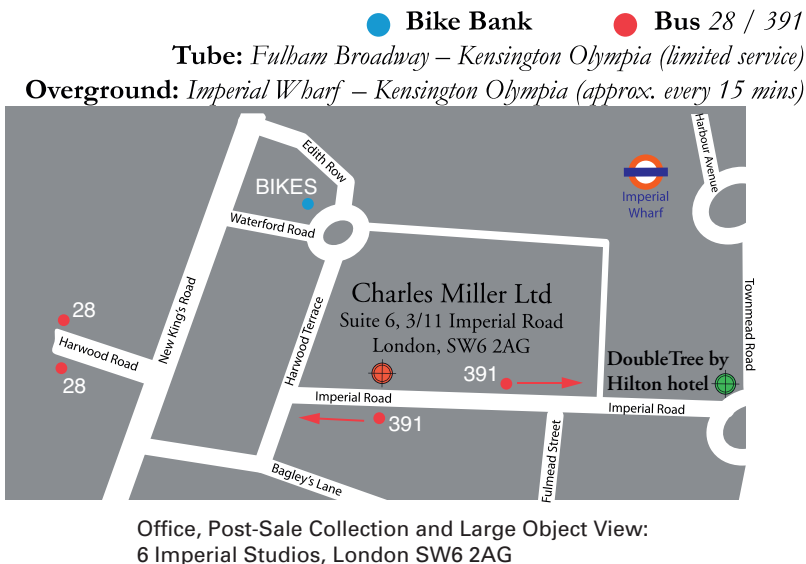 Bike Bank
Bus 28 / 391
Tube: Fulham Broadway – Kensington Olympia (limited service)
Overground: Imperial Wharf – Kensington Olympia (approx. every 15 mins)
Harbour Avenue
Edith Row
BIKES
Imperial
Wharf
Waterford Road
New King's Road
Harwood Terrace
Townmead Road
Charles Miller Ltd
Suite 6, 3/11 Imperial Road
London, SW6 2AG
28
Harwood Road
28
391
DoubleTree by
Hilton hotel
Imperial Road
Imperial Road
391
Fulmead Street
Bagley's Lane
Office, Post-Sale Collection and Large Object View:
6 Imperial Studios, London SW6 2AG